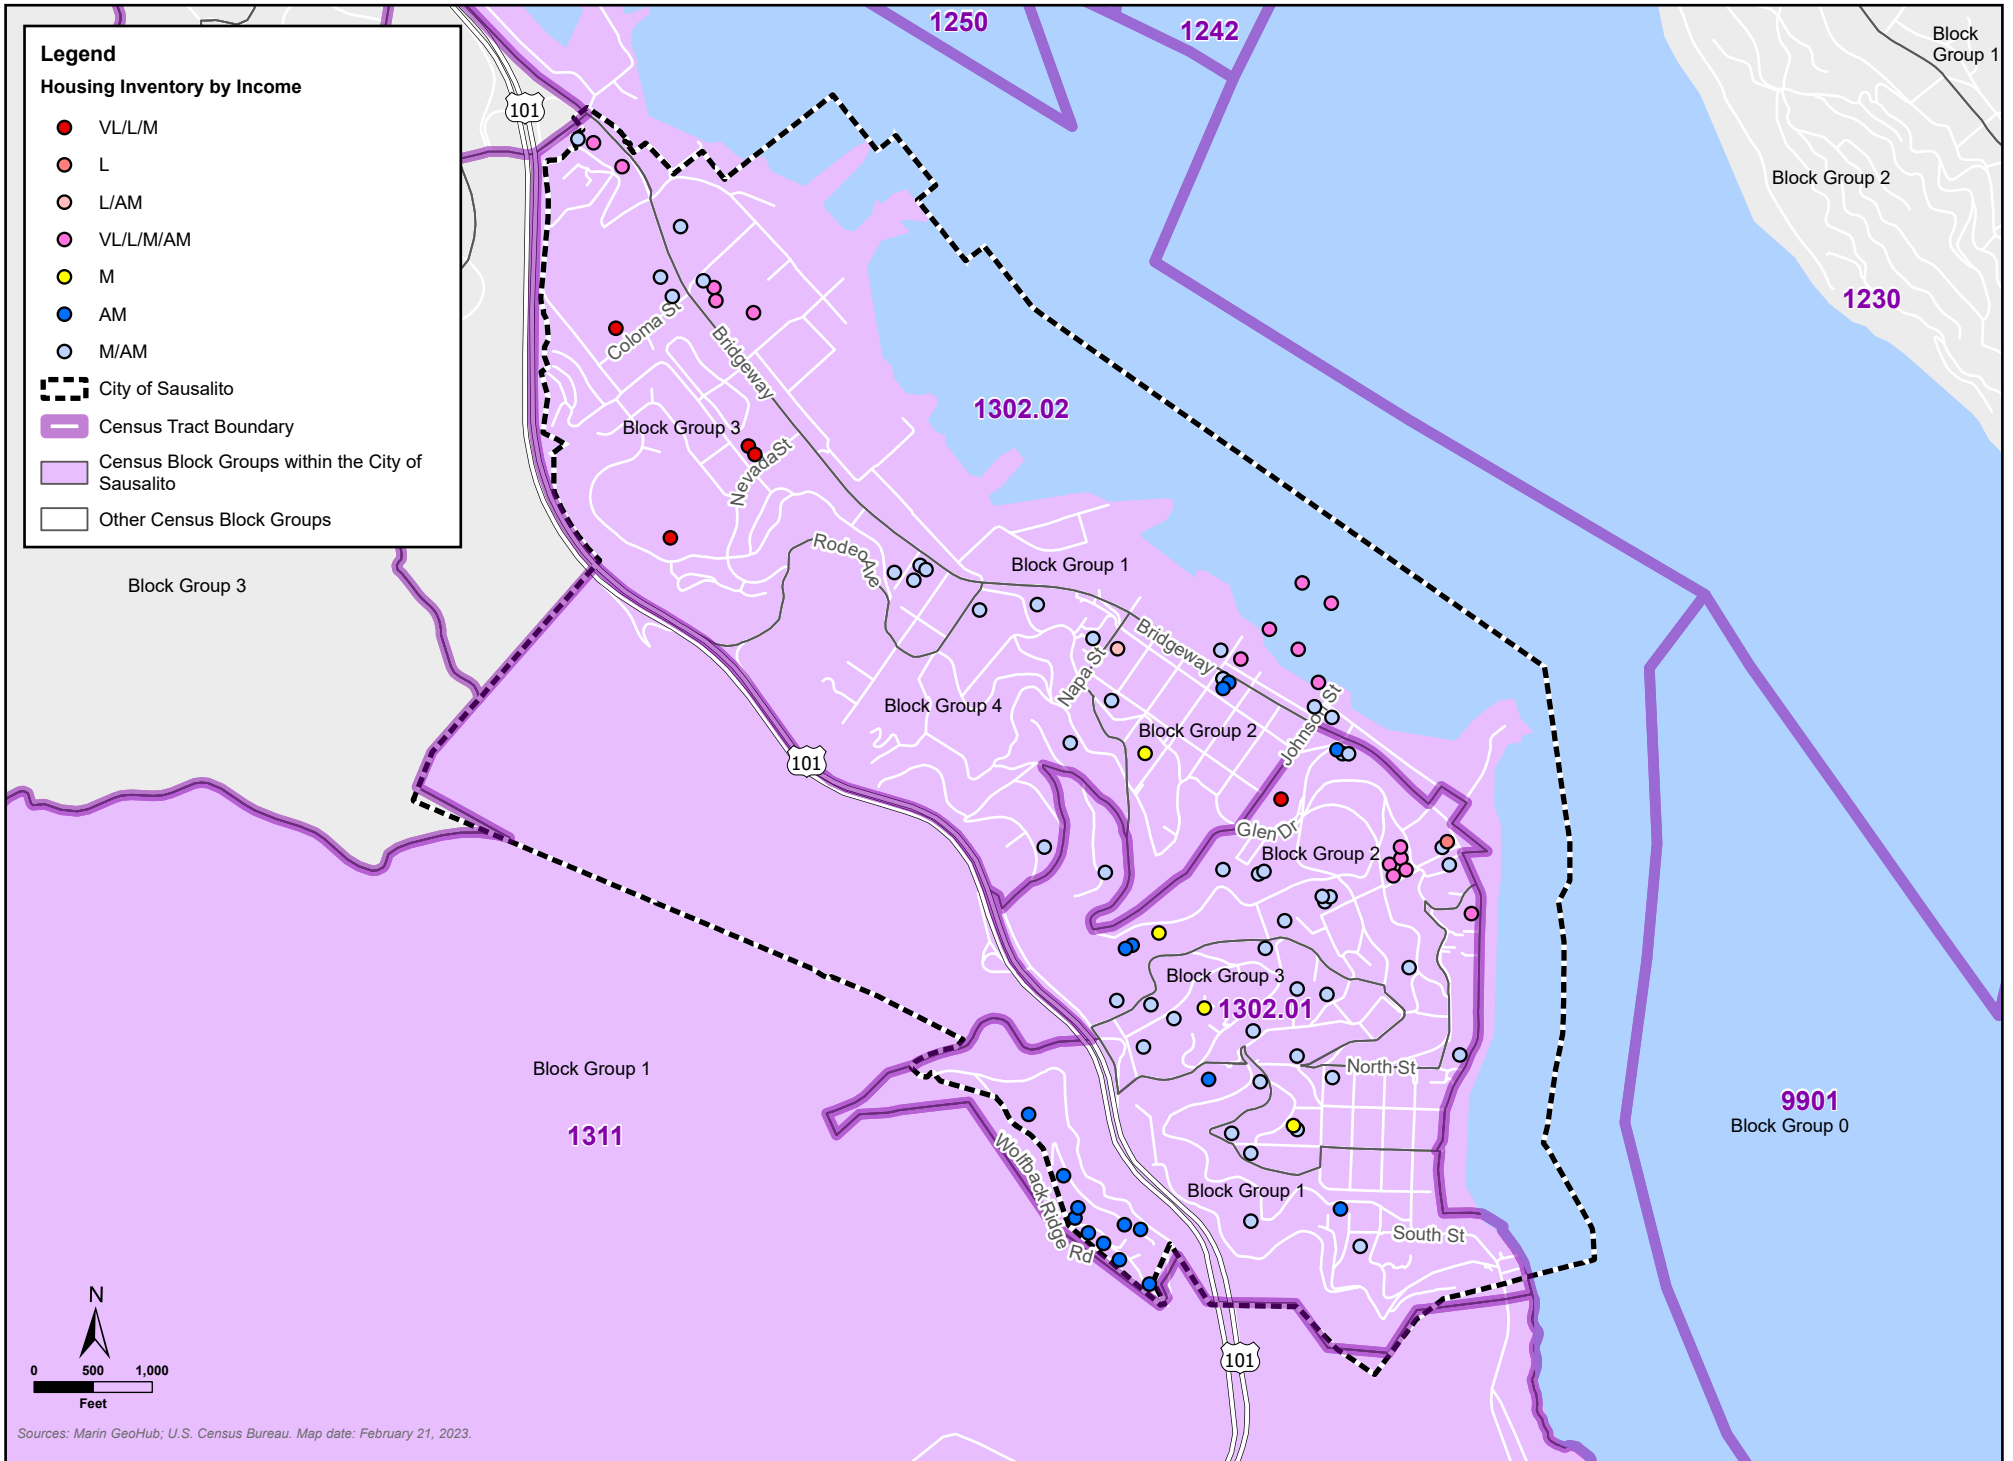 Legend
Housing Inventory by Income
VL/L/M
L
L/AM
VL/L/M/AM
M
AM
M/AM
City of Sausalito
Census Tract Boundary
Census Block Groups within the City of
Sausalito
Other Census Block Groups
1250
1242
Block
Group 1
101
Block Group 2
1230
Coloma St
Bridgeway
1302.02
Block Group 3
Nevada St
Rodeo Ave
Block Group 1
Block Group 3
Bridgeway
Napa St
Block Group 4
Block Group 2
Johnson St
101
Glen Dr
Block Group 2
Block Group 3
1302.01
North St
Block Group 1
1311
9901
Block Group 0
Wolfback Ridge Rd
Block Group 1
South St
N
0 500 1,000
Feet
101
Sources: Marin GeoHub; U.S. Census Bureau. Map date: February 21, 2023.